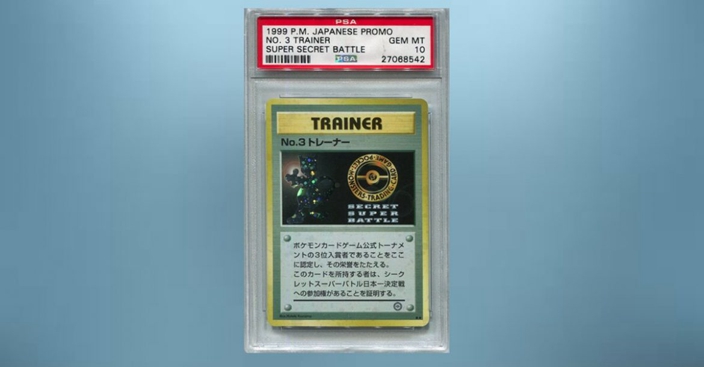 PSA
1999 P.M. JAPANESE PROMO
NO. 3 TRAINER GEM MT
SUPER SECRET BATTLE 10
PSA 27068542
TRAINER
No.3トレーナー
POCKET MONSTERS TRADING CARD GAME
SECRET
SUPER
BATTLE
ポケモンカードゲーム公式トーナメ
ントの3位入賞者であることをここ
に認定し、その栄誉をたたえる。
このカードを所持する者は、シーク
レットスーパーバトル日本一決定戦
への参加権があることを証明する。